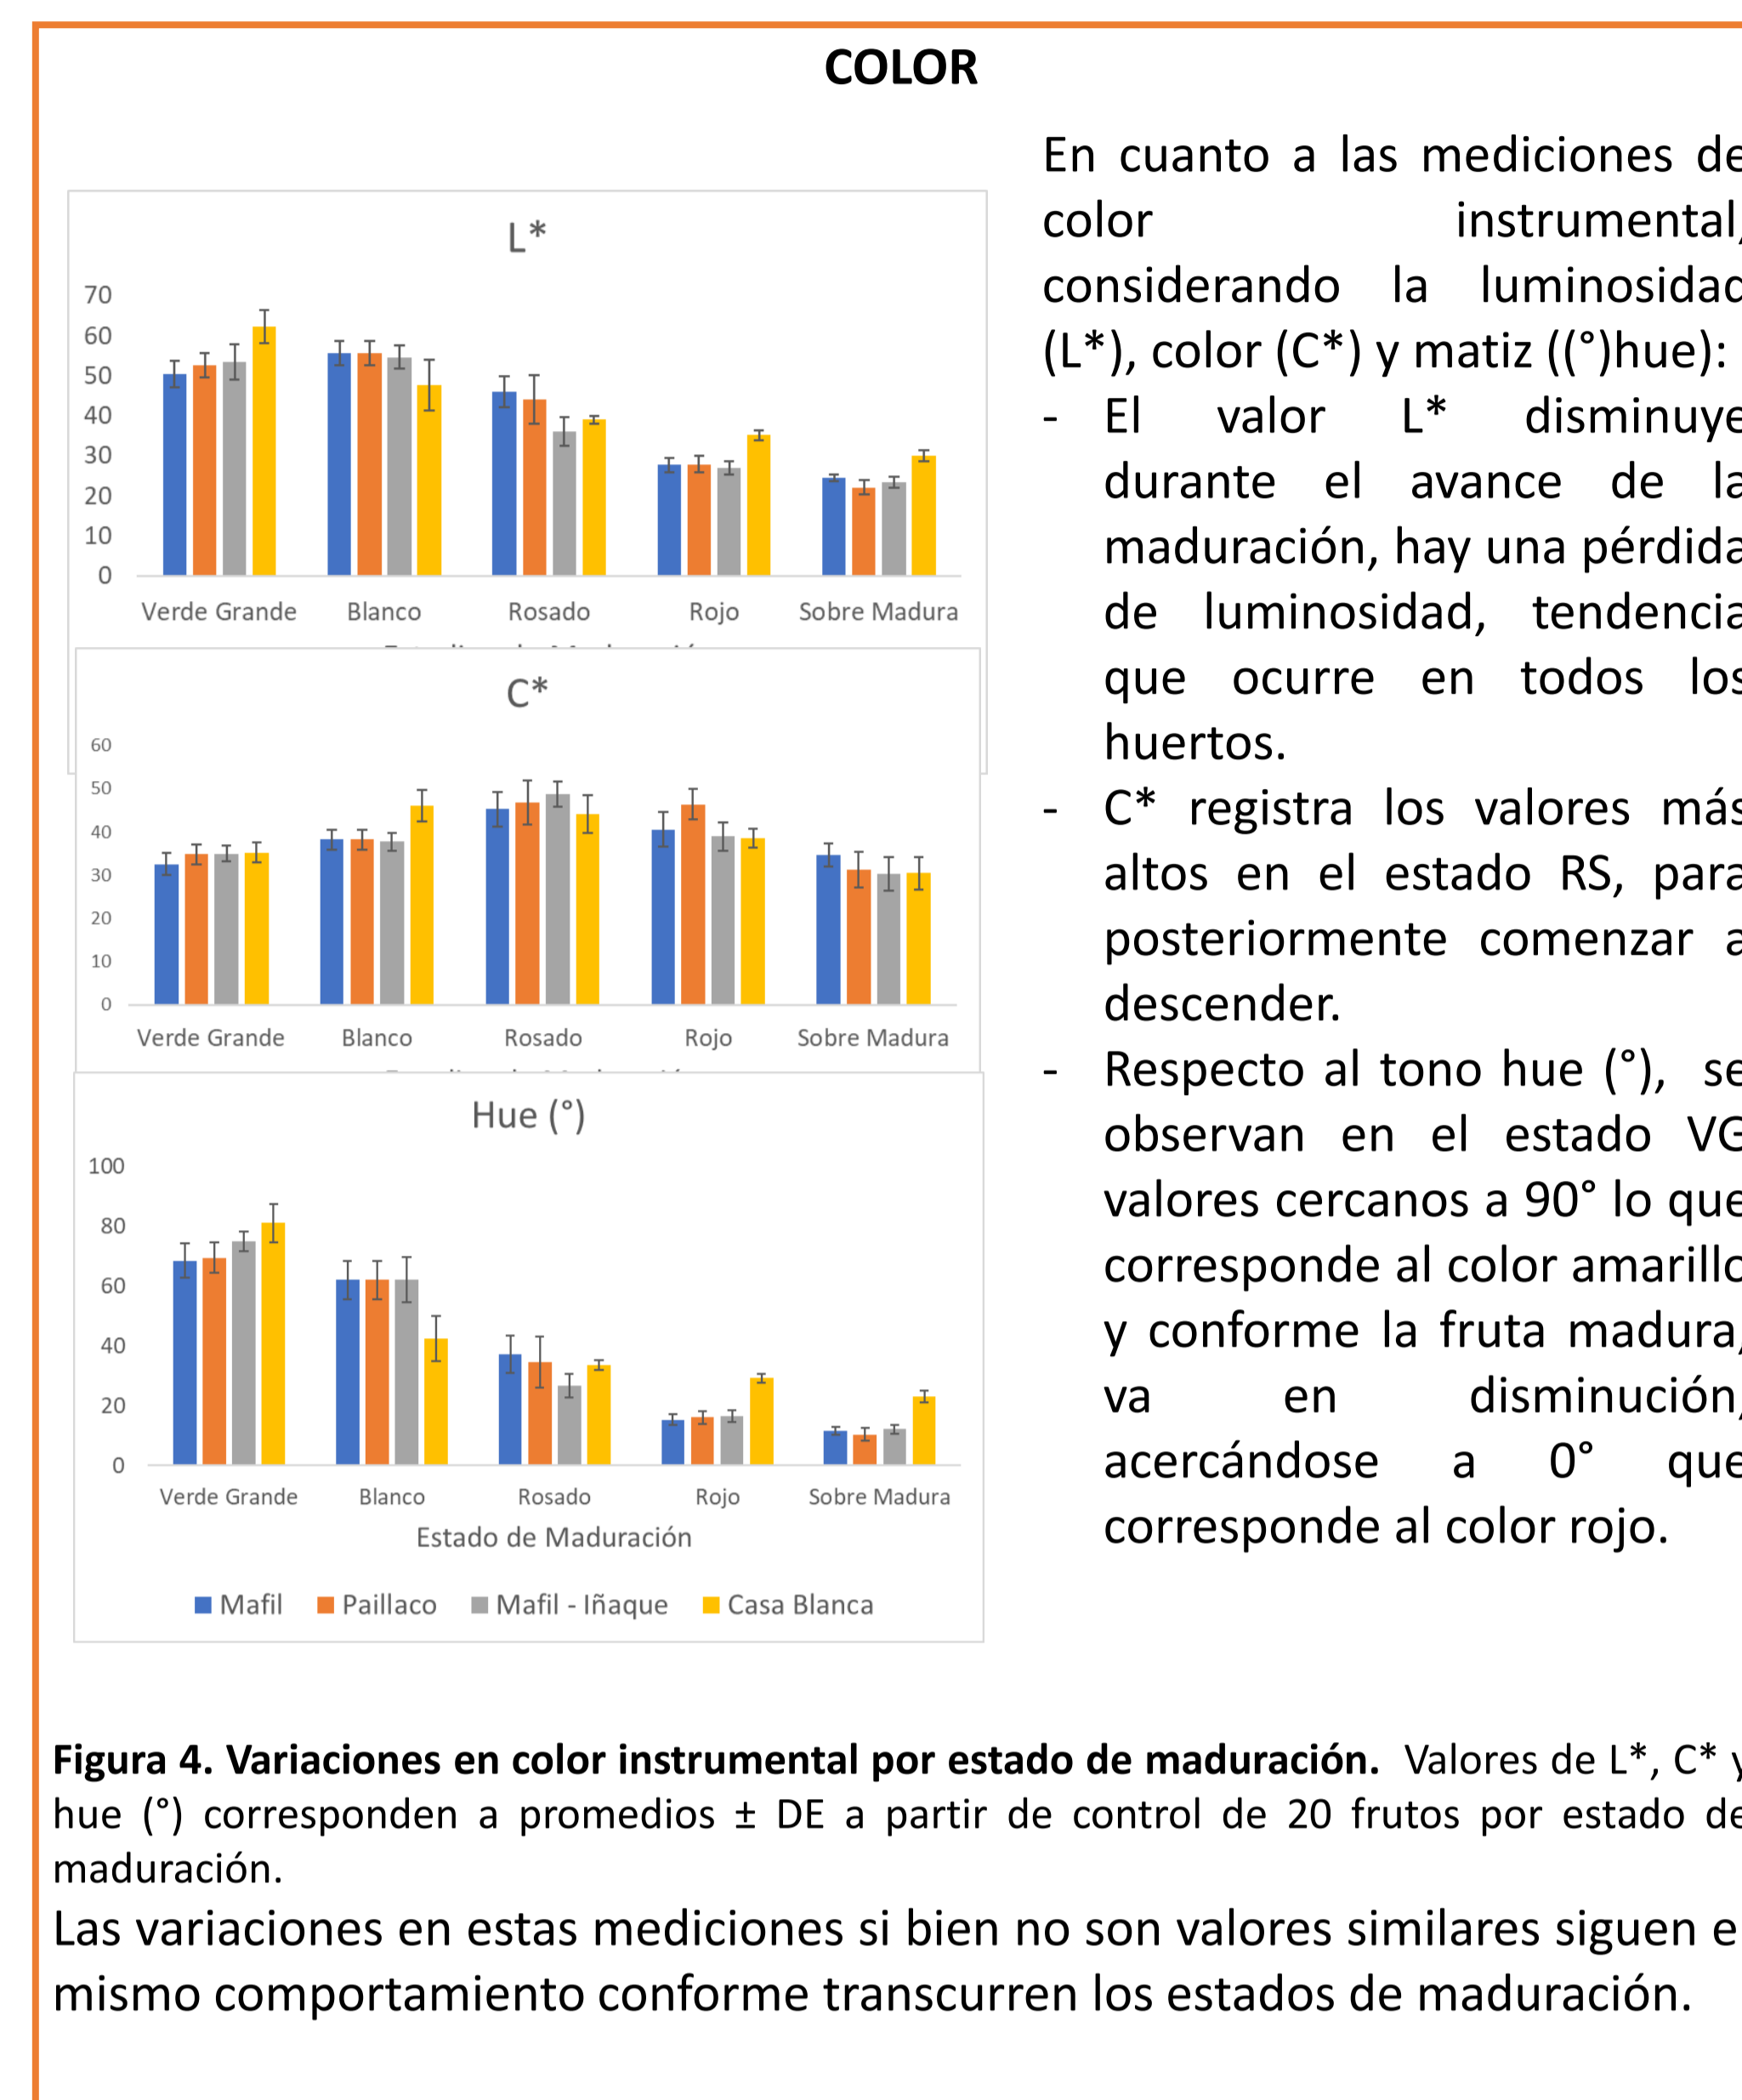 COLOR
L*
70
60
50
40
30
20
10
0
Verde Grande Blanco Rosado Rojo Sobre Madura
C*
60
50
40
30
20
10
0
Verde Grande Blanco Rosado Rojo Sobre Madura
Hue (°)
100
80
60
40
20
0
Verde Grande Blanco Rosado Rojo Sobre Madura
Estado de Maduración
Mafil Paillaco Mafil - Iñaque Casa Blanca
En cuanto a las mediciones de
color instrumental,
considerando la luminosidad
(L*), color (C*) y matiz ((°)hue):
- El valor L* disminuye
durante el avance de la
maduración, hay una pérdida
de luminosidad, tendencia
que ocurre en todos los
huertos.
- C* registra los valores más
altos en el estado RS, para
posteriormente comenzar a
descender.
- Respecto al tono hue (°), se
observan en el estado VG
valores cercanos a 90° lo que
corresponde al color amarillo
y conforme la fruta madura,
va en disminución,
acercándose a 0° que
corresponde al color rojo.
Figura 4. Variaciones en color instrumental por estado de maduración. Valores de L*, C* y
hue (°) corresponden a promedios ± DE a partir de control de 20 frutos por estado de
maduración.
Las variaciones en estas mediciones si bien no son valores similares siguen e
mismo comportamiento conforme transcurren los estados de maduración.